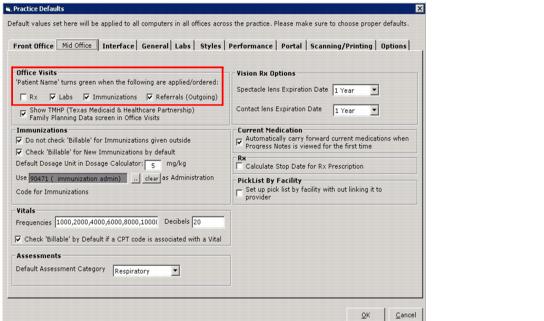 Practice Defaults
Default values set here will be applied to all computers in all offices across the practice. Please make sure to choose proper defaults.
Front Office Mid Office Interface General Labs Styles Performance Portal Scanning/Printing Options
Office Visits
'Patient Name' turns green when the following are applied/ordered:
Rx Labs Immunizations Referrals (Outgoing)
Show TMHP (Texas Medicaid & Healthcare Partnership)
Family Planning Data screen in Office Visits
Vision Rx Options
Spectacle lens Expiration Date 1 Year
Contact lens Expiration Date 1 Year
Immunizations
Do not check 'Billable' for Immunizations given outside
Check 'Billable' for New Immunizations by default
Default Dosage Unit in Dosage Calculator: 5 mg/kg
Use 90471 ( immunization admin) .. clear as Administration
Code for Immunizations
Current Medication
Automatically carry forward current medications when
Progress Notes is viewed for the first time
Rx
Calculate Stop Date for Rx Prescription
PickList By Facility
Set up pick list by facility with out linking it to
provider
Vitals
Frequencies 1000,2000,4000,6000,8000,1000( Decibels 20
Check 'Billable' by Default if a CPT code is associated with a Vital
Assessments
Default Assessment Category Respiratory
OK Cancel